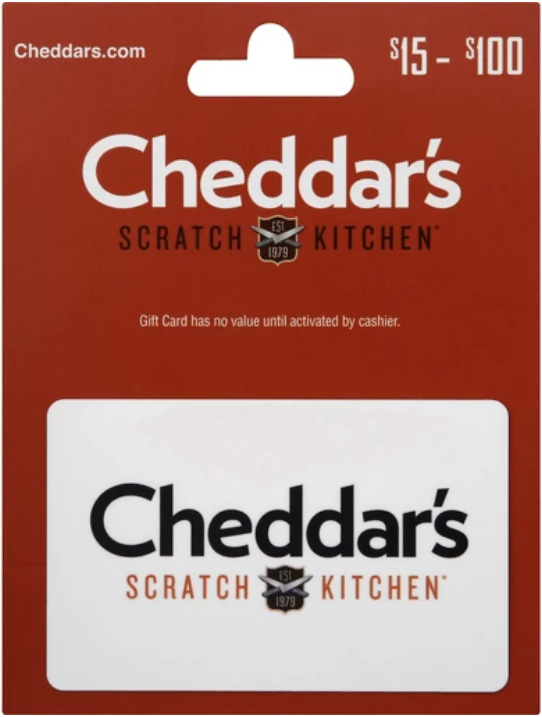 Cheddars.com
$15 - $100
Cheddar's
SCRATCH EST 1979 KITCHEN
Gift Card has no value until activated by cashier.
Cheddar's
SCRATCH EST 1979 KITCHEN